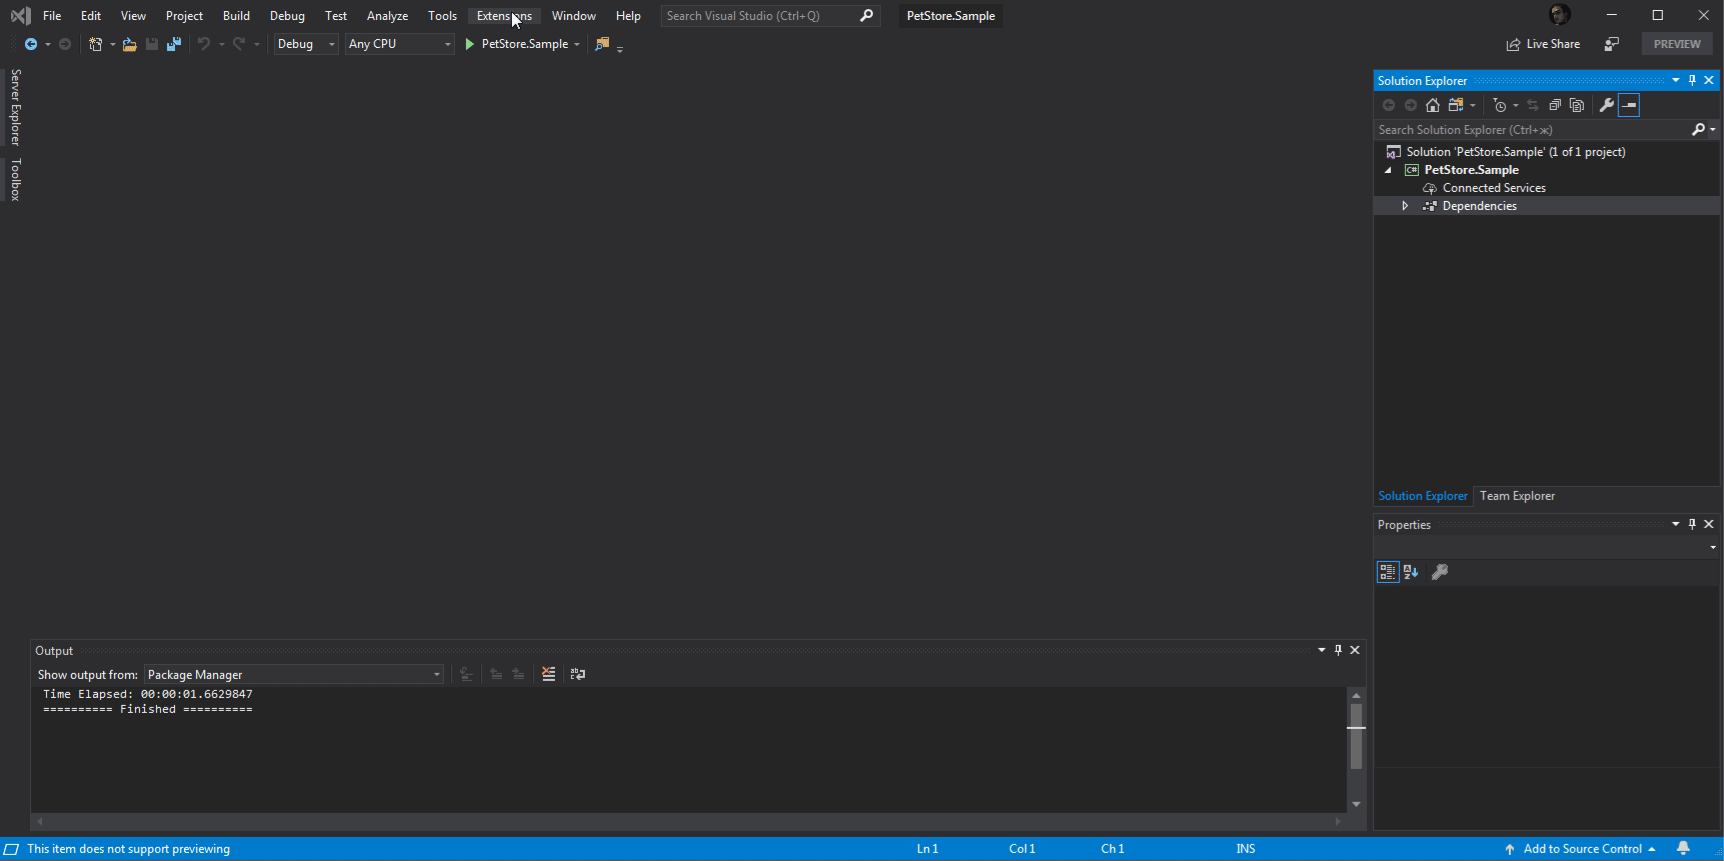 File Edit View Project Build Debug Test Analyze Tools Extensions Window Help Search Visual Studio (Ctrl+Q) PetStore.Sample
Debug Any CPU PetStore.Sample Live Share PREVIEW
Server Explorer
Toolbox
Solution Explorer
Search Solution Explorer (Ctrl+ж)
Solution 'PetStore.Sample' (1 of 1 project)
C# PetStore.Sample
Connected Services
Dependencies
Solution Explorer Team Explorer
Properties
Output
Show output from: Package Manager
Time Elapsed: 00:00:01.6629847
========== Finished ==========
This item does not support previewing Ln 1 Col 1 Ch 1 INS Add to Source Control